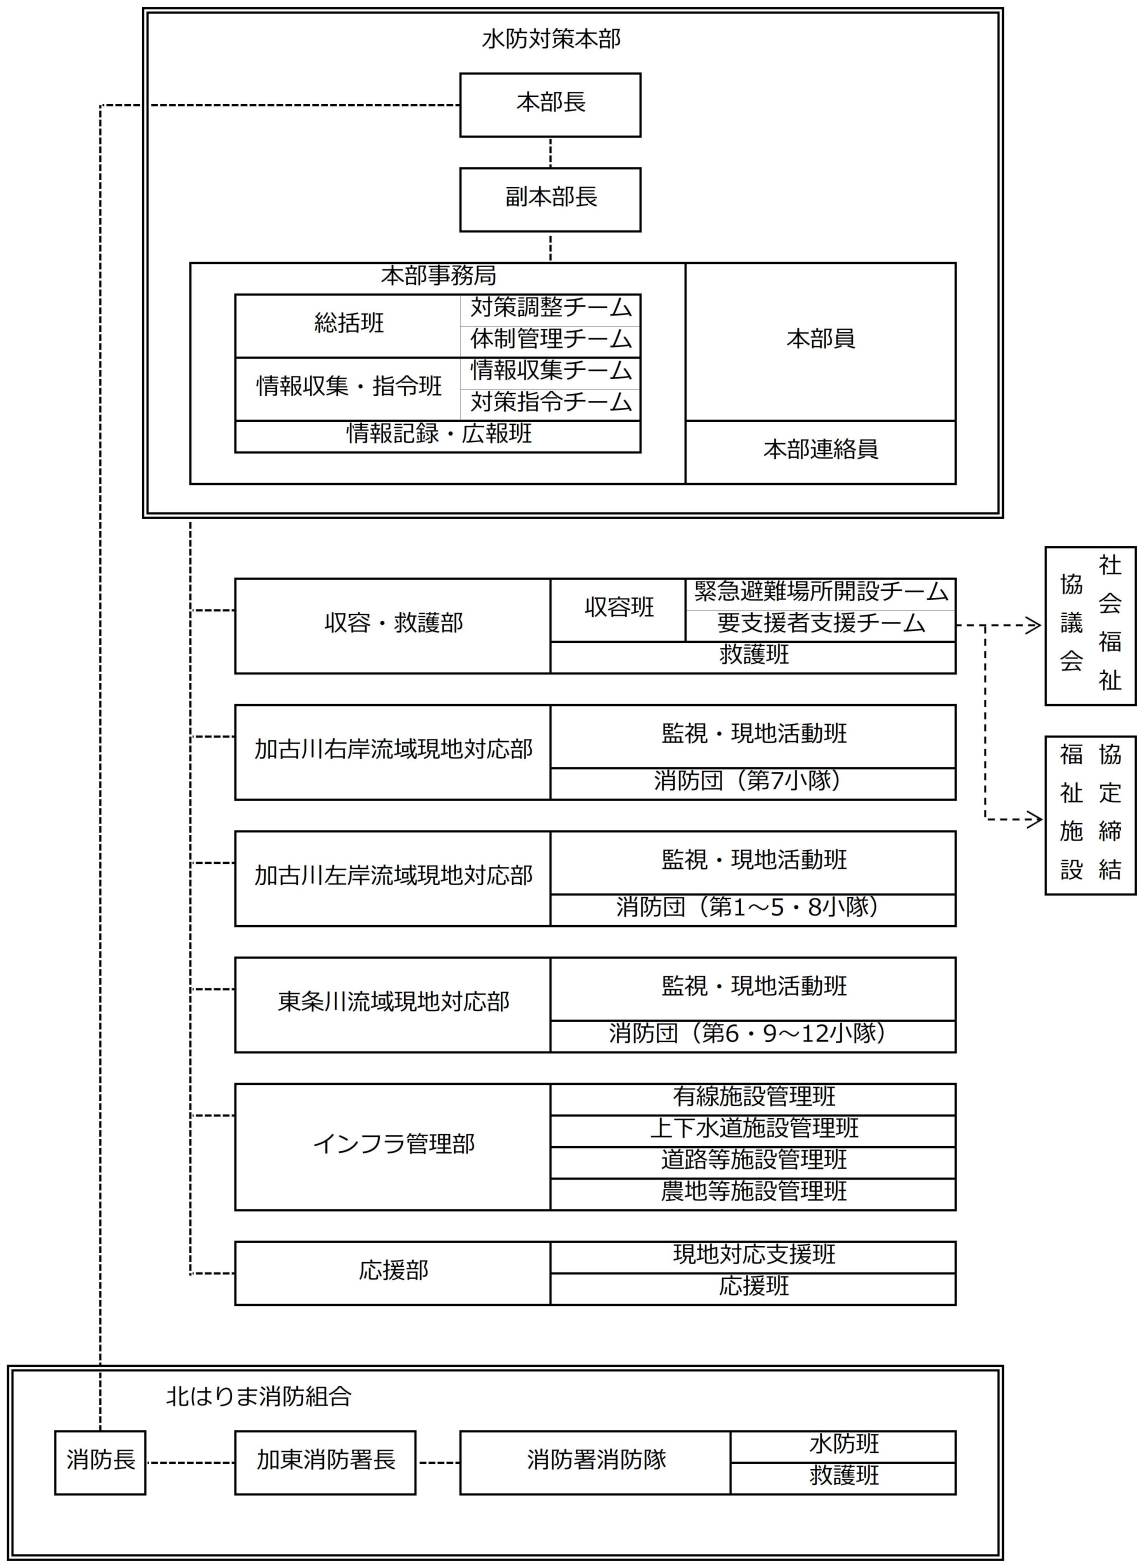 水防対策本部
本部長
副本部長
本部事務局
総括班
対策調整チーム
体制管理チーム
情報収集・指令班
情報収集チーム
対策指令チーム
情報記録・広報班
本部員
本部連絡員
収容・救護部
収容班
緊急避難場所開設チーム
要支援者支援チーム
救護班
社会福祉
協議会
加古川右岸流域現地対応部
監視・現地活動班
消防団（第7小隊）
協定締結
福祉施設
加古川左岸流域現地対応部
監視・現地活動班
消防団（第1～5・8小隊）
東条川流域現地対応部
監視・現地活動班
消防団（第6・9～12小隊）
インフラ管理部
有線施設管理班
上下水道施設管理班
道路等施設管理班
農地等施設管理班
応援部
現地対応支援班
応援班
北はりま消防組合
消防長
加東消防署長
消防署消防隊
水防班
救護班